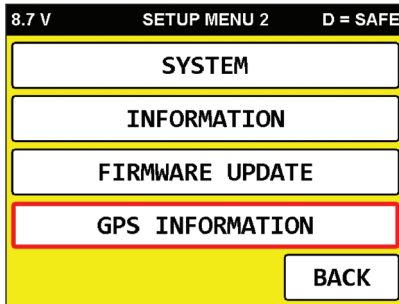 8.7 V SETUP MENU 2 D = SAFE
SYSTEM
INFORMATION
FIRMWARE UPDATE
GPS INFORMATION
BACK